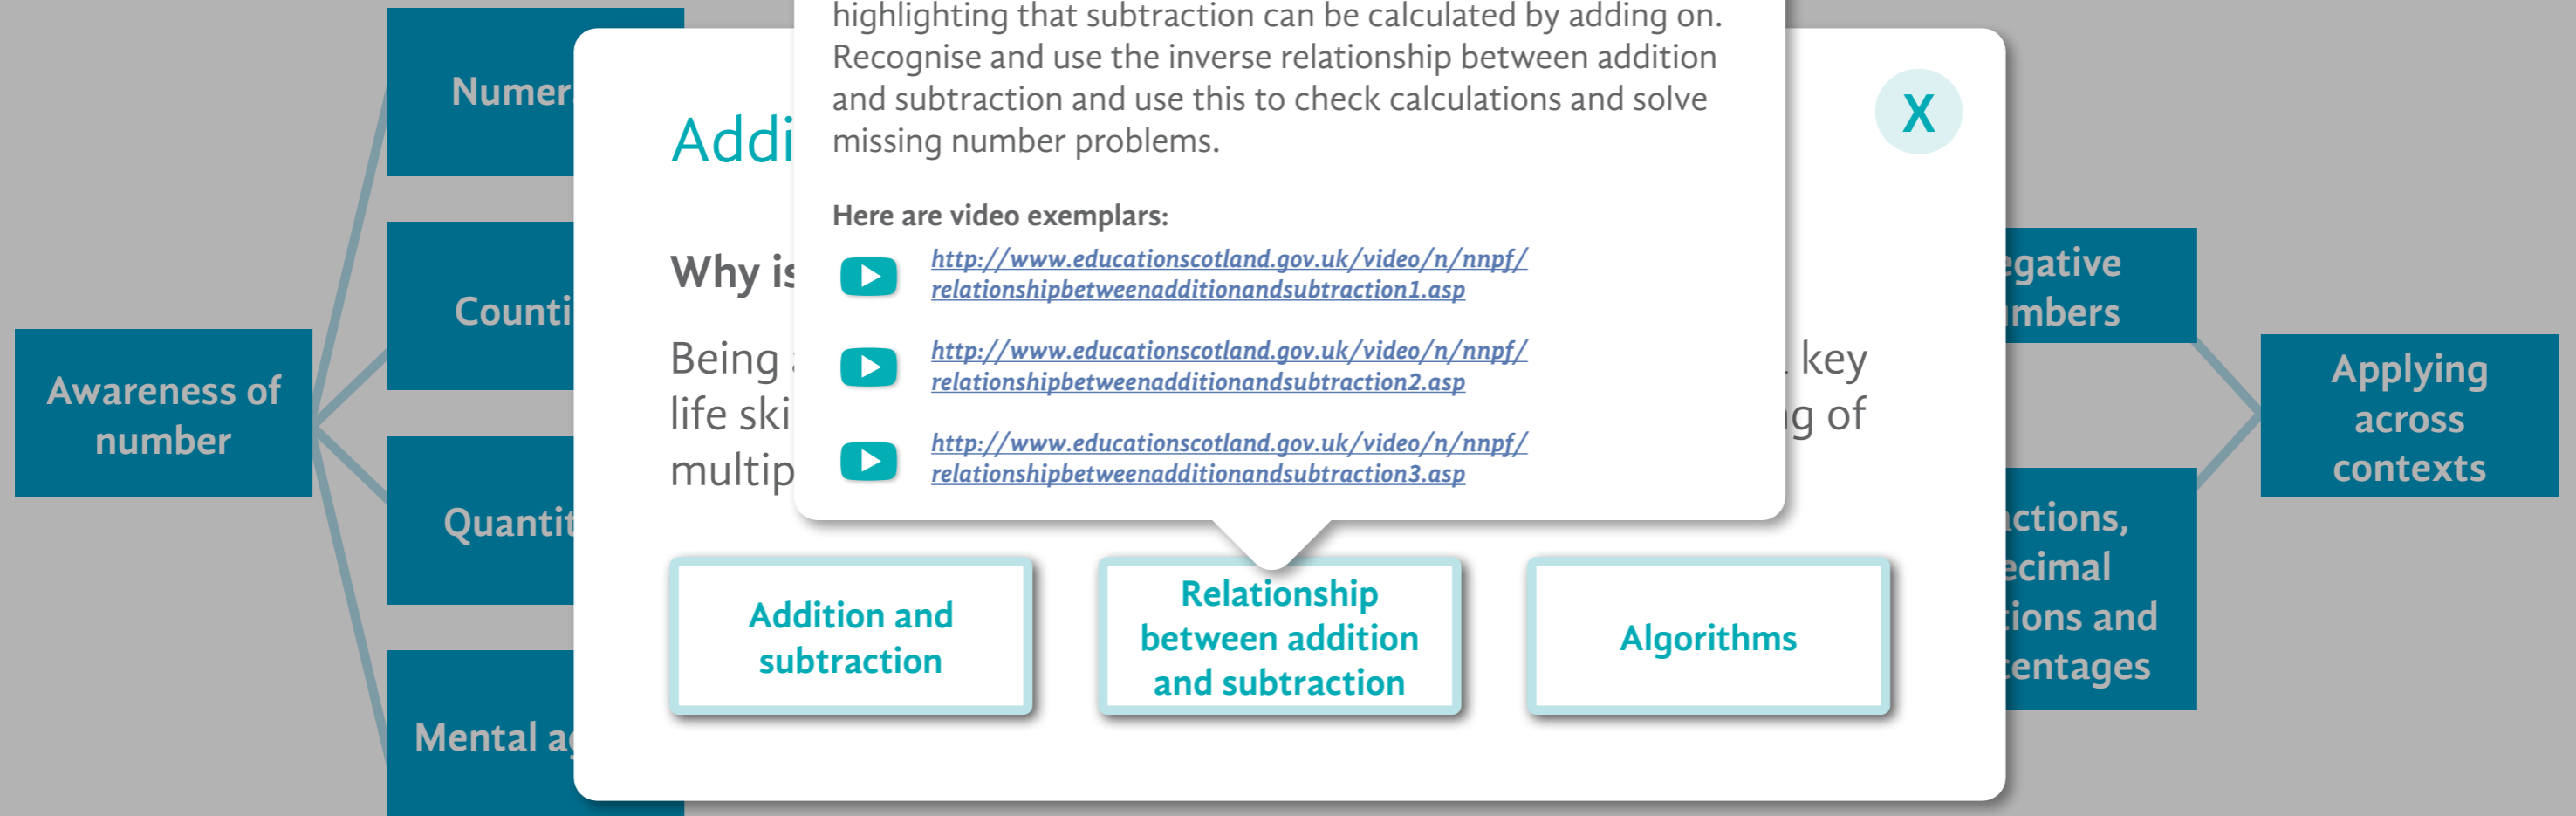 highlighting that subtraction can be calculated by adding on.
Recognise and use the inverse relationship between addition
and subtraction and use this to check calculations and solve
missing number problems.
Here are video exemplars:
http://www.educationscotland.gov.uk/video/n/nnpf/
relationshipbetweenadditionandsubtraction1.asp
http://www.educationscotland.gov.uk/video/n/nnpf/
relationshipbetweenadditionandsubtraction2.asp
http://www.educationscotland.gov.uk/video/n/nnpf/
relationshipbetweenadditionandsubtraction3.asp
X
Addi
Why is
Being
key
life ski
g of
multip
Addition and
subtraction
Relationship
between addition
and subtraction
Algorithms
Awareness of
number
Numer
Counti
Quantit
Mental a
egative
mbers
ctions,
ecimal
tions and
centages
Applying
across
contexts